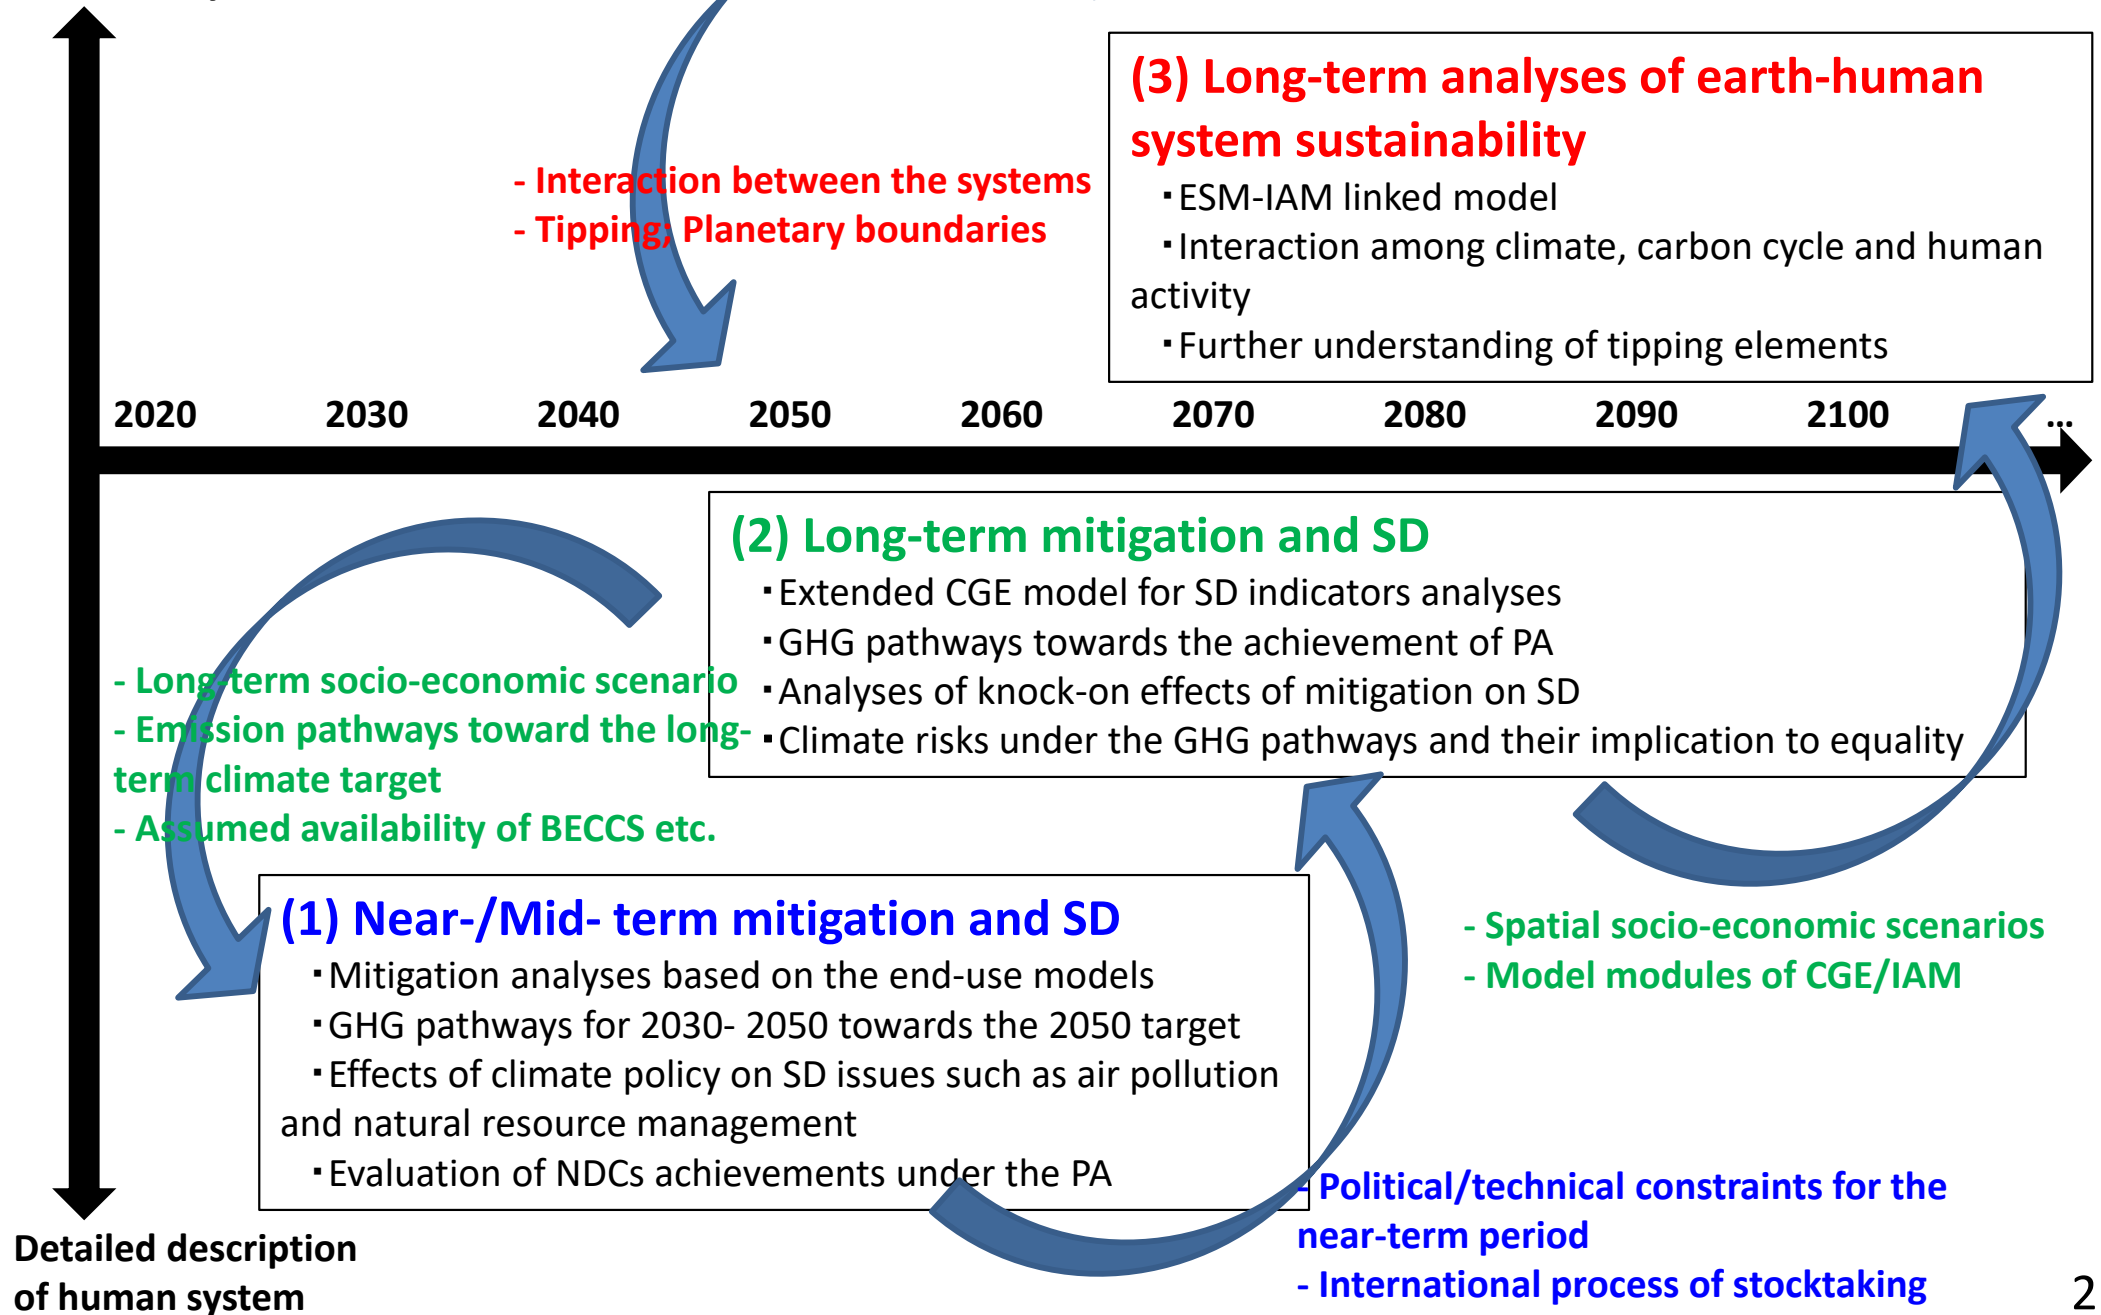 (3) Long-term analyses of earth-human
system sustainability
・ESM-IAM linked model
・Interaction among climate, carbon cycle and human
activity
・Further understanding of tipping elements
- Interaction between the systems
- Tipping; Planetary boundaries
2020 2030 2040 2050 2060 2070 2080 2090 2100 ...
(2) Long-term mitigation and SD
・Extended CGE model for SD indicators analyses
・GHG pathways towards the achievement of PA
・Analyses of knock-on effects of mitigation on SD
・Climate risks under the GHG pathways and their implication to equality
- Long-term socio-economic scenario
- Emission pathways toward the long-
term climate target
- Assumed availability of BECCS etc.
(1) Near-/Mid- term mitigation and SD
・Mitigation analyses based on the end-use models
・GHG pathways for 2030- 2050 towards the 2050 target
・Effects of climate policy on SD issues such as air pollution
and natural resource management
・Evaluation of NDCs achievements under the PA
- Spatial socio-economic scenarios
- Model modules of CGE/IAM
- Political/technical constraints for the
near-term period
- International process of stocktaking
Detailed description
of human system
2